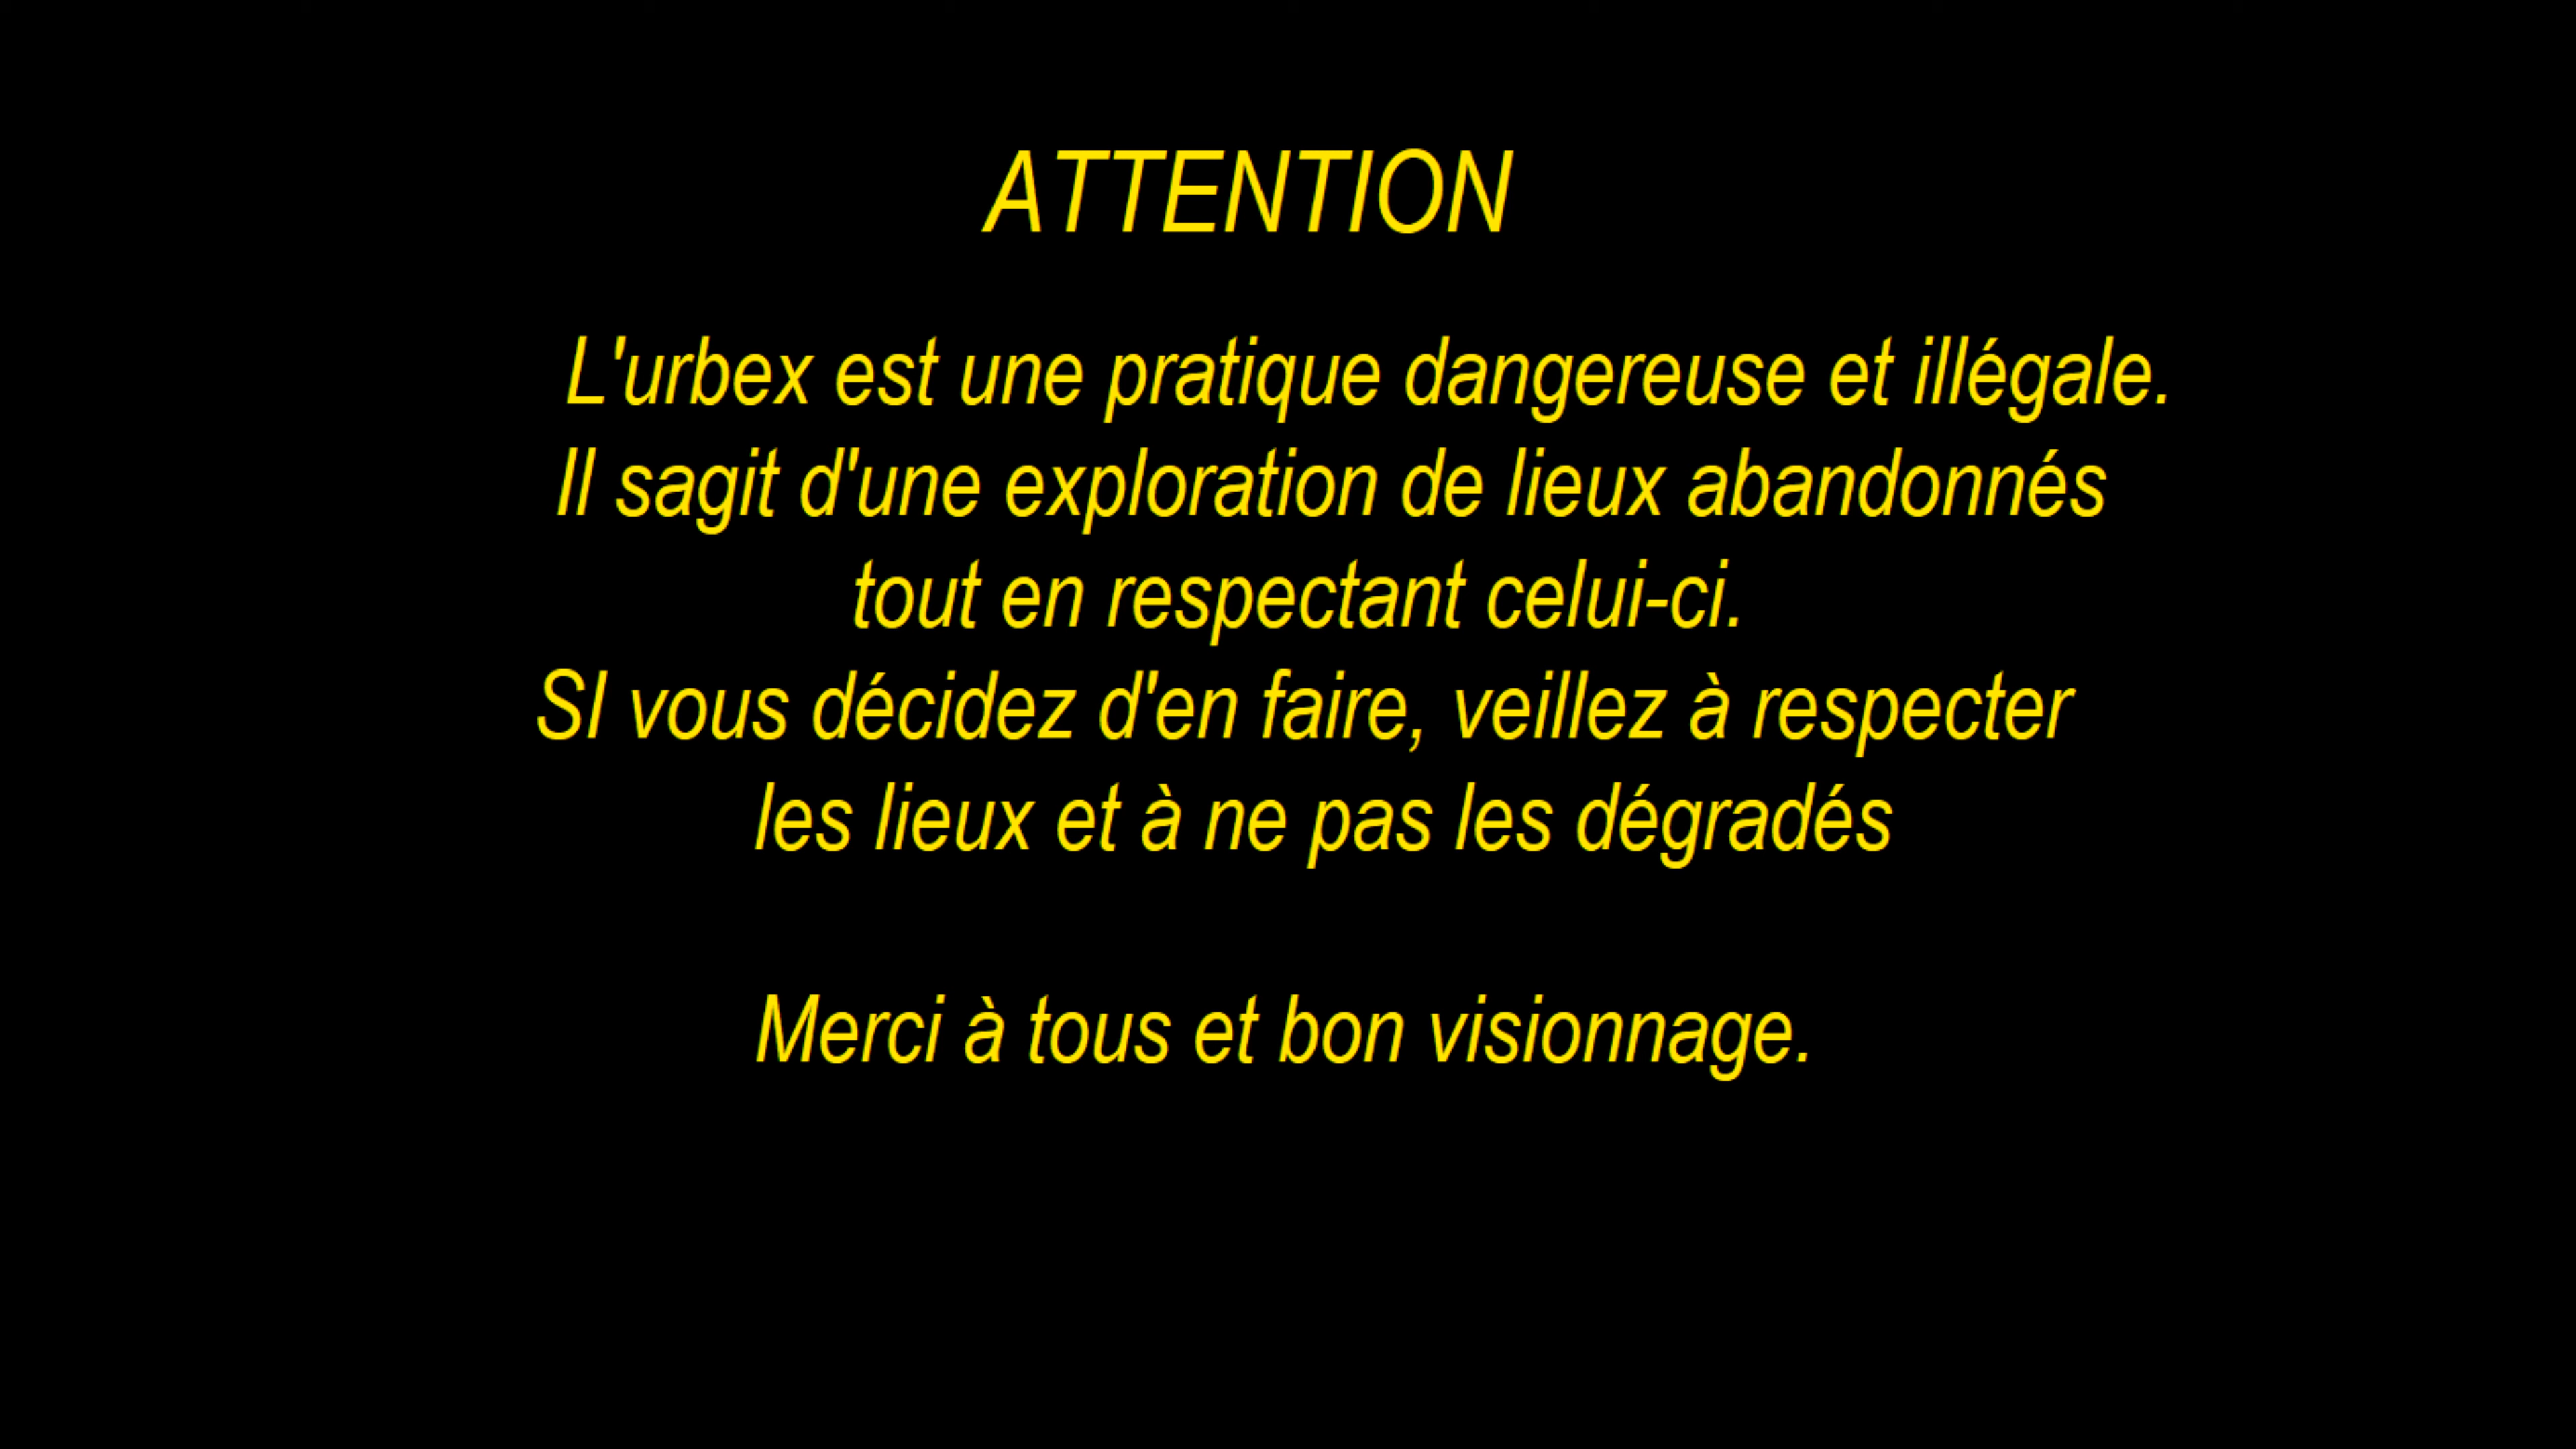 ATTENTION
L'urbex est une pratique dangereuse et illégale.
Il sagit d'une exploration de lieux abandonnés
tout en respectant celui-ci.
SI vous décidez d'en faire, veillez à respecter
les lieux et à ne pas les dégradés
Merci à tous et bon visionnage.